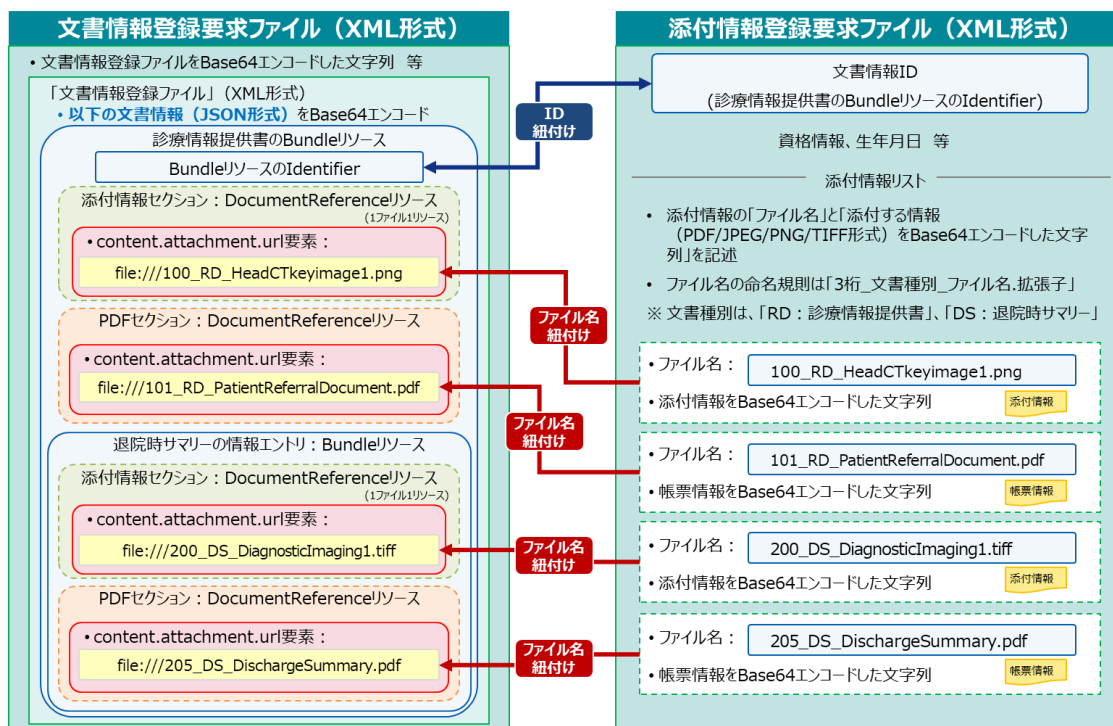 文書情報登録要求ファイル（XML形式）
・文書情報登録ファイルをBase64エンコードした文字列　等
「文書情報登録ファイル」（XML形式）
・以下の文書情報（JSON形式）をBase64エンコード
診療情報提供書のBundleリソース
BundleリソースのIdentifier
添付情報セクション：DocumentReferenceリソース
(1ファイル1リソース)
・content.attachment.url要素：
file:///100_RD_HeadCTkeyimage1.png
PDFセクション：DocumentReferenceリソース
・content.attachment.url要素：
file:///101_RD_PatientReferralDocument.pdf
退院時サマリーの情報エントリ：Bundleリソース
添付情報セクション：DocumentReferenceリソース
(1ファイル1リソース)
・content.attachment.url要素：
file:///200_DS_DiagnosticImaging1.tiff
PDFセクション：DocumentReferenceリソース
・content.attachment.url要素：
file:///205_DS_DischargeSummary.pdf
ID
紐付け
ファイル名
紐付け
ファイル名
紐付け
ファイル名
紐付け
ファイル名
紐付け
添付情報登録要求ファイル（XML形式）
文書情報ID
(診療情報提供書のBundleリソースのIdentifier)
資格情報、生年月日　等
添付情報リスト
・添付情報の「ファイル名」と「添付する情報
（PDF/JPEG/PNG/TIFF形式）をBase64エンコードした文字
列」を記述
・ファイル名の命名規則は「3桁_文書種別_ファイル名.拡張子」
※ 文書種別は、「RD：診療情報提供書」、「DS：退院時サマリー」
・ファイル名：
100_RD_HeadCTkeyimage1.png
・添付情報をBase64エンコードした文字列
添付情報
・ファイル名：
101_RD_PatientReferralDocument.pdf
・帳票情報をBase64エンコードした文字列
帳票情報
・ファイル名：
200_DS_DiagnosticImaging1.tiff
・添付情報をBase64エンコードした文字列
添付情報
・ファイル名：
205_DS_DischargeSummary.pdf
・帳票情報をBase64エンコードした文字列
帳票情報